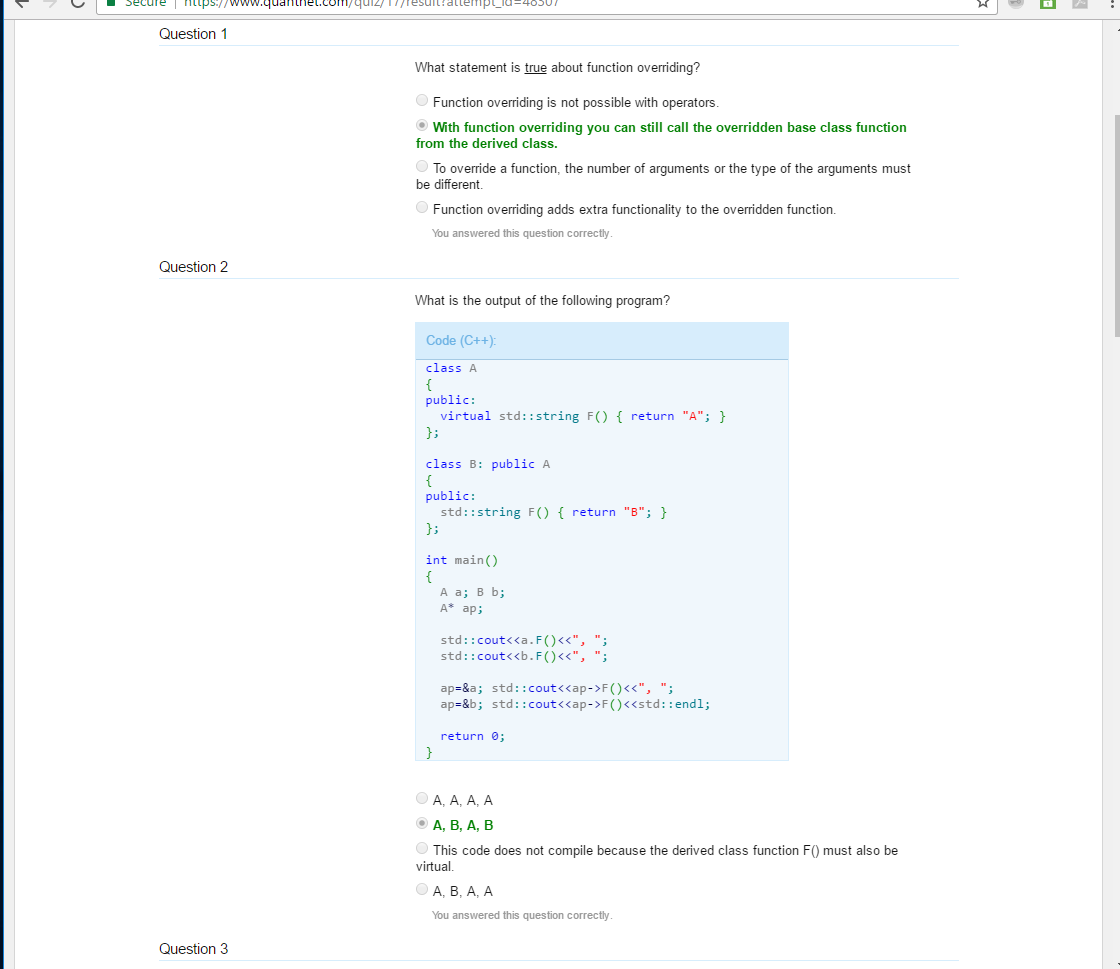 Secure | https://www.quantnet.com/quiz/17/result?attempt_id=48507
Question 1
What statement is true about function overriding?
Function overriding is not possible with operators.
With function overriding you can still call the overridden base class function
from the derived class.
To override a function, the number of arguments or the type of the arguments must
be different.
Function overriding adds extra functionality to the overridden function.
You answered this question correctly.
Question 2
What is the output of the following program?
Code (C++):
class A
{
public:
  virtual std::string F() { return "A"; }
};
class B: public A
{
public:
  std::string F() { return "B"; }
};
int main()
{
  A a; B b;
  A* ap;
  std::cout<<a.F()<<", ";
  std::cout<<b.F()<<", ";
  ap=&a; std::cout<<ap->F()<<", ";
  ap=&b; std::cout<<ap->F()<<std::endl;
  return 0;
}
A, A, A, A
A, B, A, B
This code does not compile because the derived class function F() must also be
virtual.
A, B, A, A
You answered this question correctly.
Question 3